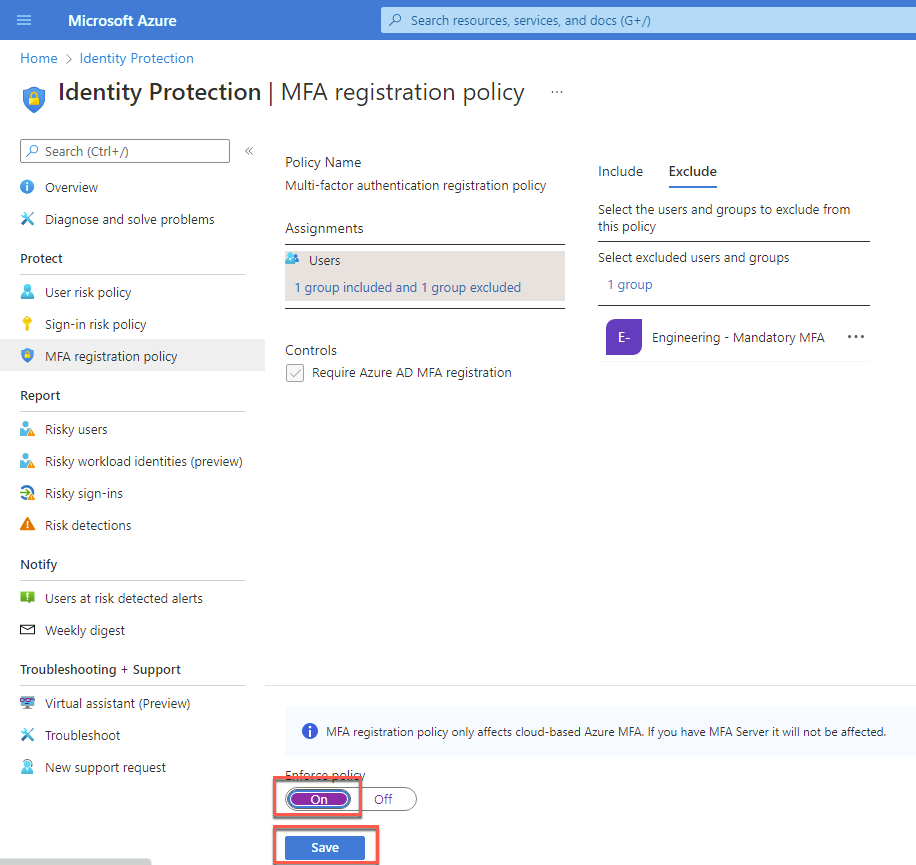 Microsoft Azure
Search resources, services, and docs (G+/)
Home > Identity Protection
Identity Protection | MFA registration policy ...
Search (Ctrl+/)
«
Overview
Diagnose and solve problems
Protect
User risk policy
Sign-in risk policy
MFA registration policy
Report
Risky users
Risky workload identities (preview)
Risky sign-ins
Risk detections
Notify
Users at risk detected alerts
Weekly digest
Troubleshooting + Support
Virtual assistant (Preview)
Troubleshoot
New support request
Policy Name
Multi-factor authentication registration policy
Assignments
Users
1 group included and 1 group excluded
Controls
Require Azure AD MFA registration
Include Exclude
Select the users and groups to exclude from
this policy
Select excluded users and groups
1 group
E- Engineering - Mandatory MFA ...
MFA registration policy only affects cloud-based Azure MFA. If you have MFA Server it will not be affected.
Enforce policy
On Off
Save